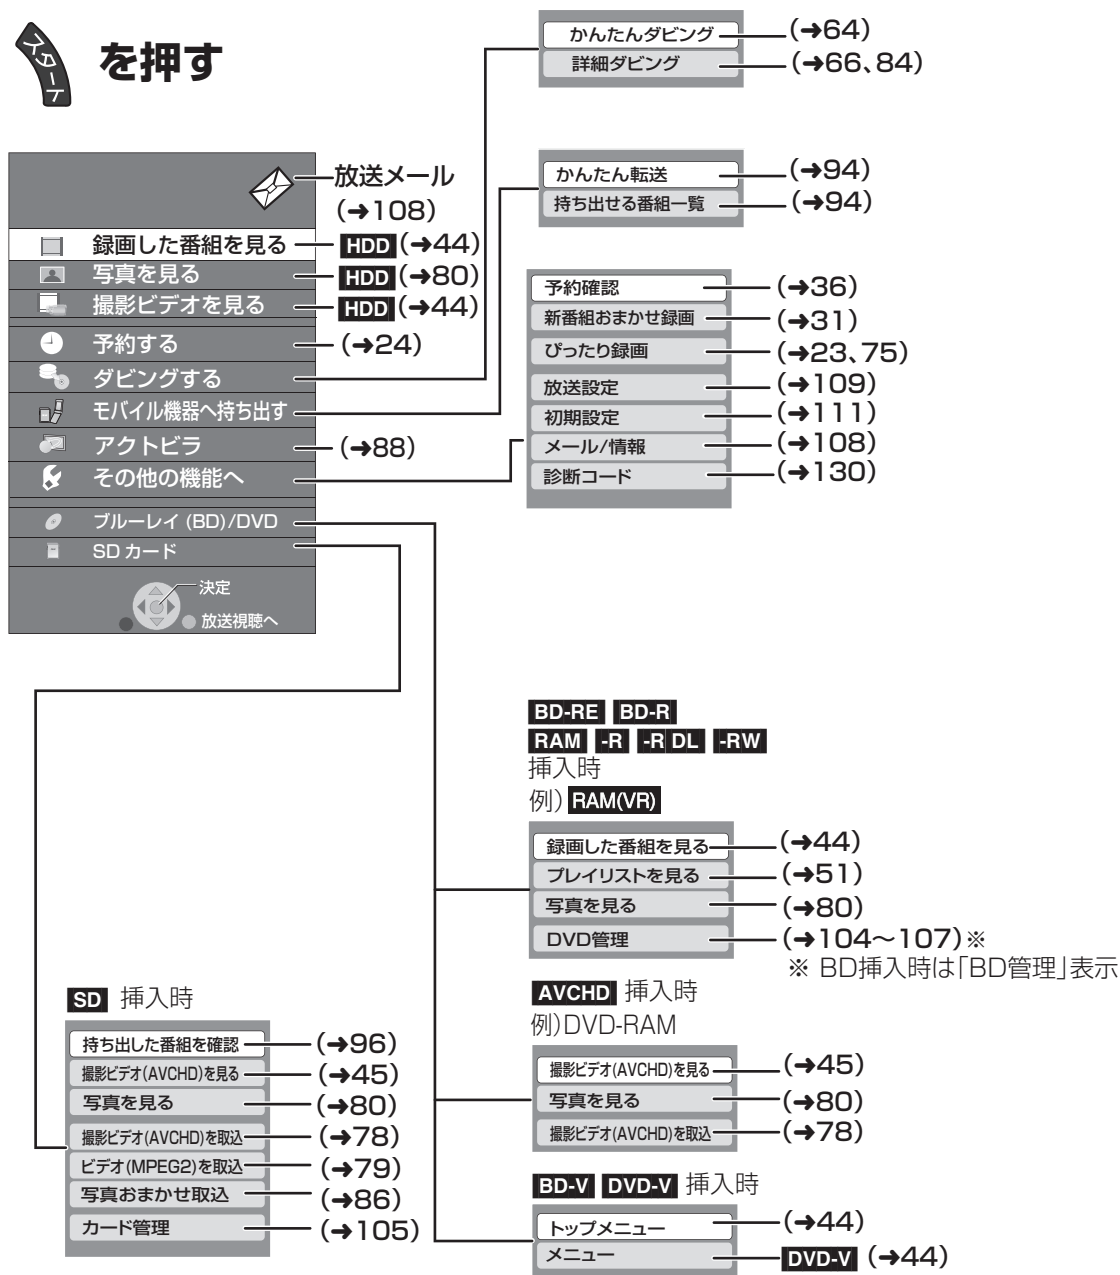 スタート
を押す
放送メール
(➜108)
録画した番組を見る HDD (➜44)
写真を見る HDD (➜80)
撮影ビデオを見る HDD (➜44)
予約する (➜24)
ダビングする
モバイル機器へ持ち出す
アクトビラ (➜88)
その他の機能へ
ブルーレイ (BD)/DVD
SD カード
決定
放送視聴へ
かんたんダビング (➜64)
詳細ダビング (➜66、84)
かんたん転送 (➜94)
持ち出せる番組一覧 (➜94)
予約確認 (➜36)
新番組おまかせ録画 (➜31)
ぴったり録画 (➜23、75)
放送設定 (➜109)
初期設定 (➜111)
メール/情報 (➜108)
診断コード (➜130)
BD-RE BD-R
RAM -R -R DL -RW
挿入時
例) RAM(VR)
録画した番組を見る (➜44)
プレイリストを見る (➜51)
写真を見る (➜80)
DVD管理 (➜104～107)※
※ BD挿入時は「BD管理」表示
AVCHD 挿入時
例)DVD-RAM
撮影ビデオ(AVCHD)を見る (➜45)
写真を見る (➜80)
撮影ビデオ(AVCHD)を取込 (➜78)
BD-V DVD-V 挿入時
トップメニュー (➜44)
メニュー DVD-V (➜44)
SD 挿入時
持ち出した番組を確認 (➜96)
撮影ビデオ(AVCHD)を見る (➜45)
写真を見る (➜80)
撮影ビデオ(AVCHD)を取込 (➜78)
ビデオ(MPEG2)を取込 (➜79)
写真おまかせ取込 (➜86)
カード管理 (➜105)